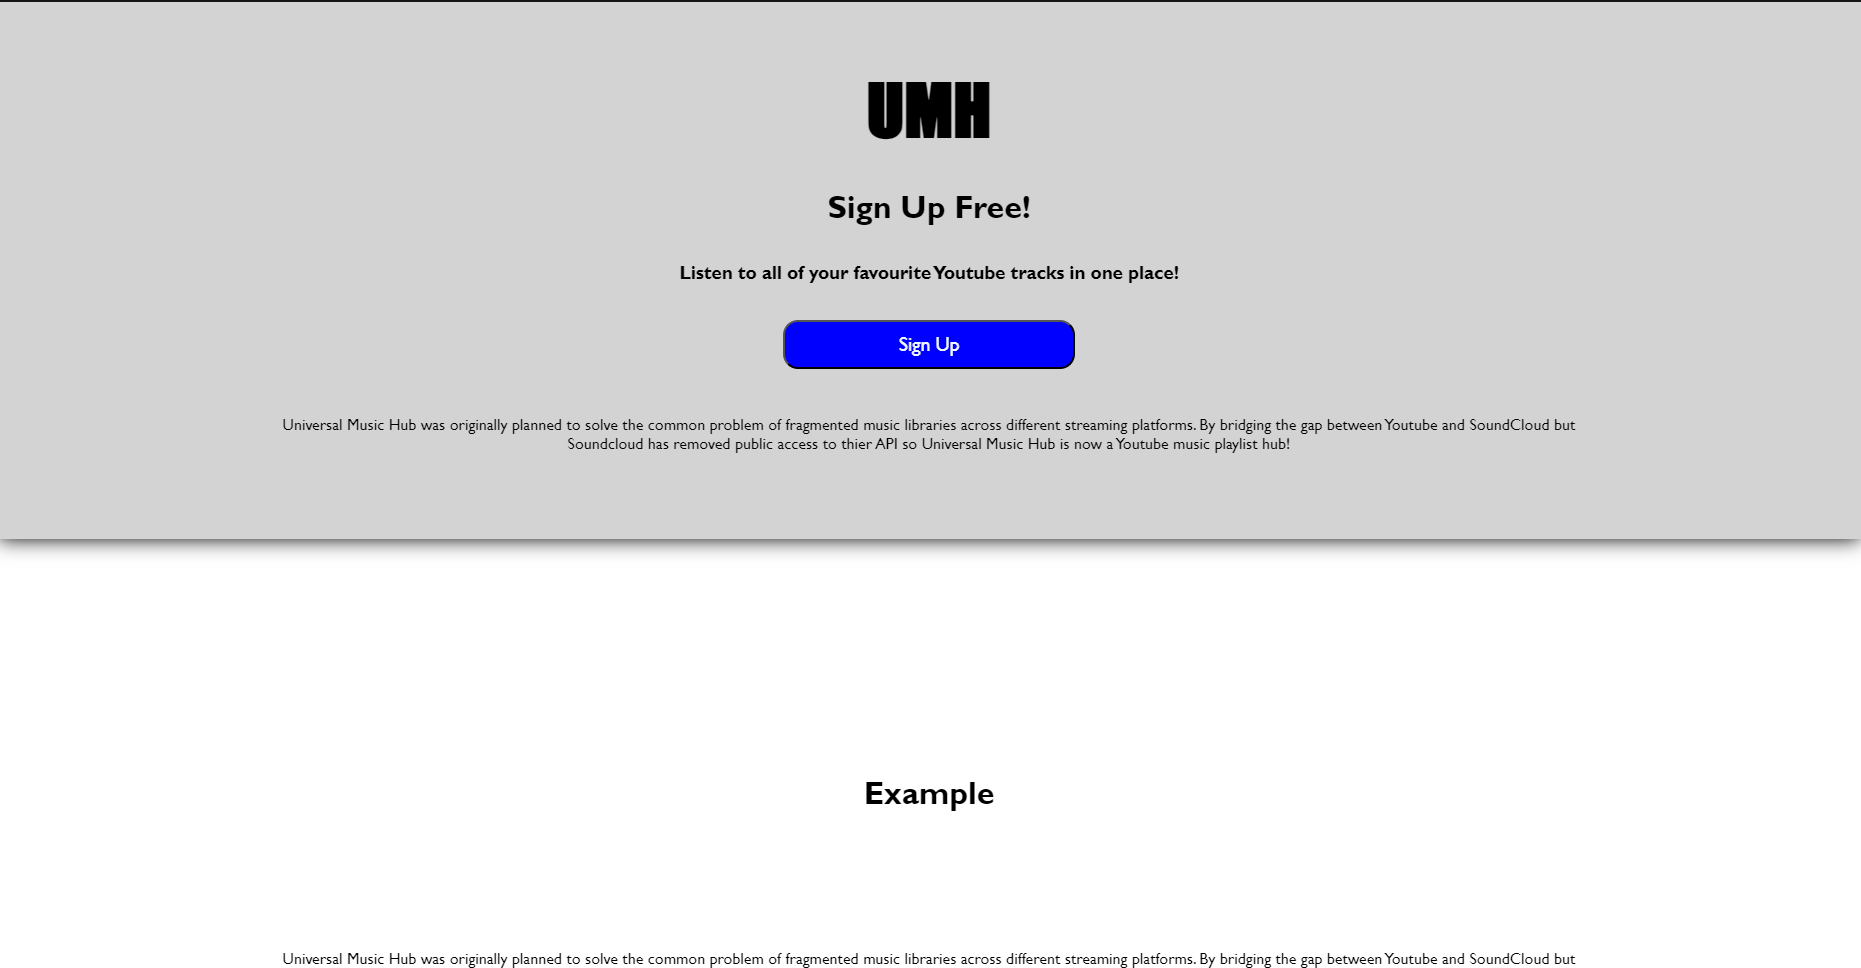 UMH
Sign Up Free!
Listen to all of your favourite Youtube tracks in one place!
Sign Up
Universal Music Hub was originally planned to solve the common problem of fragmented music libraries across different streaming platforms. By bridging the gap between Youtube and SoundCloud but
Soundcloud has removed public access to thier API so Universal Music Hub is now a Youtube music playlist hub!
Example
Universal Music Hub was originally planned to solve the common problem of fragmented music libraries across different streaming platforms. By bridging the gap between Youtube and SoundCloud but